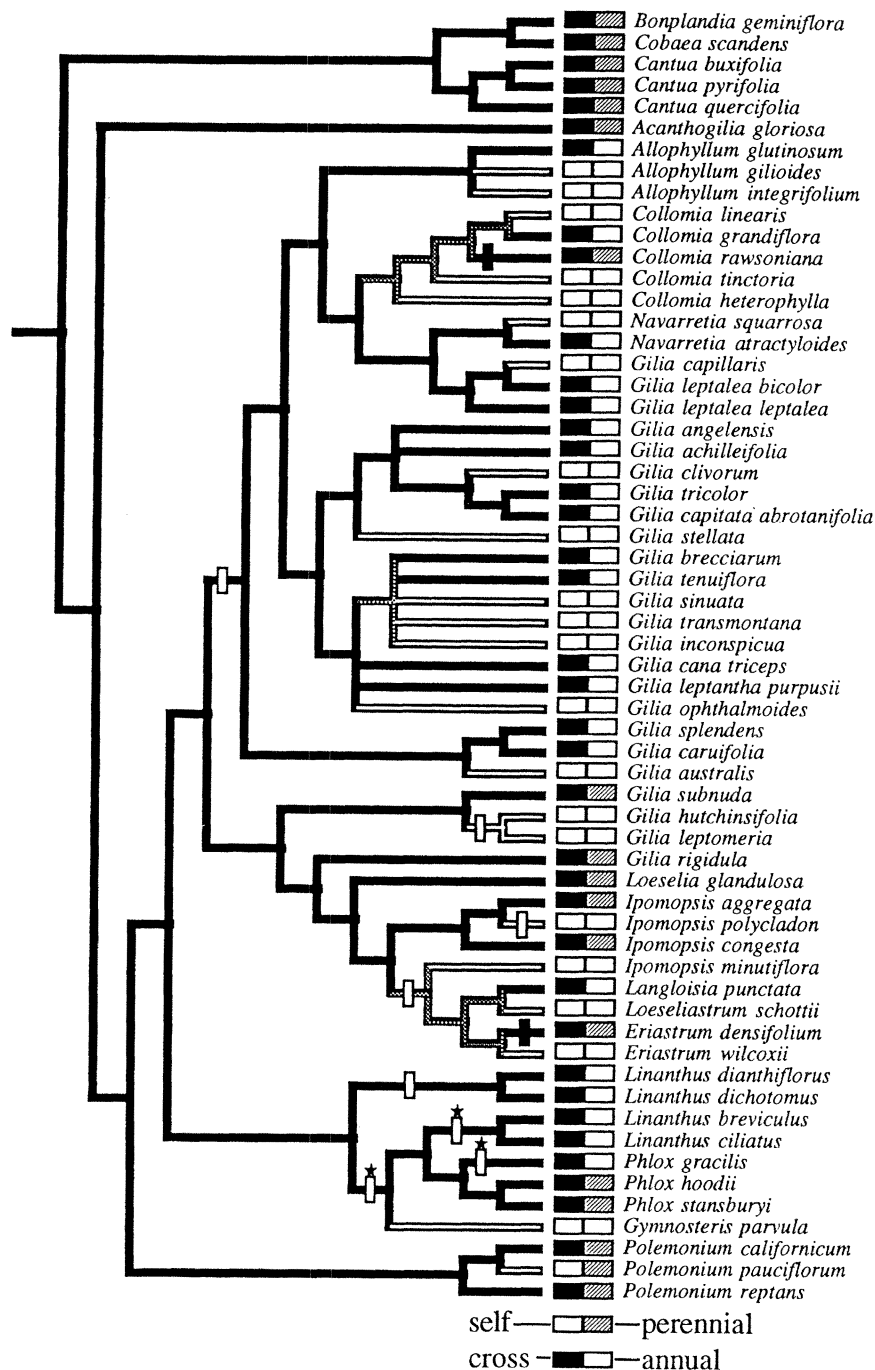 Bonplandia geminiflora
Cobaea scandens
Cantua buxifolia
Cantua pyrifolia
Cantua quercifolia
Acanthogilia gloriosa
Allophyllum glutinosum
Allophyllum gilioides
Allophyllum integrifolium
Collomia linearis
Collomia grandiflora
Collomia rawsoniana
Collomia tinctoria
Collomia heterophylla
Navarretia squarrosa
Navarretia atractyloides
Gilia capillaris
Gilia leptalea bicolor
Gilia leptalea leptalea
Gilia angelensis
Gilia achilleifolia
Gilia clivorum
Gilia tricolor
Gilia capitata abrotanifolia
Gilia stellata
Gilia brecciarum
Gilia tenuiflora
Gilia sinuata
Gilia transmontana
Gilia inconspicua
Gilia cana triceps
Gilia leptantha purpusii
Gilia ophthalmoides
Gilia splendens
Gilia caruifolia
Gilia australis
Gilia subnuda
Gilia hutchinsifolia
Gilia leptomeria
Gilia rigidula
Loeselia glandulosa
Ipomopsis aggregata
Ipomopsis polycladon
Ipomopsis congesta
Ipomopsis minutiflora
Langloisia punctata
Loeseliastrum schottii
Eriastrum densifolium
Eriastrum wilcoxii
Linanthus dianthiflorus
Linanthus dichotomus
Linanthus breviculus
Linanthus ciliatus
Phlox gracilis
Phlox hoodii
Phlox stansburyi
Gymnosteris parvula
Polemonium californicum
Polemonium pauciflorum
Polemonium reptans
self perennial
cross annual